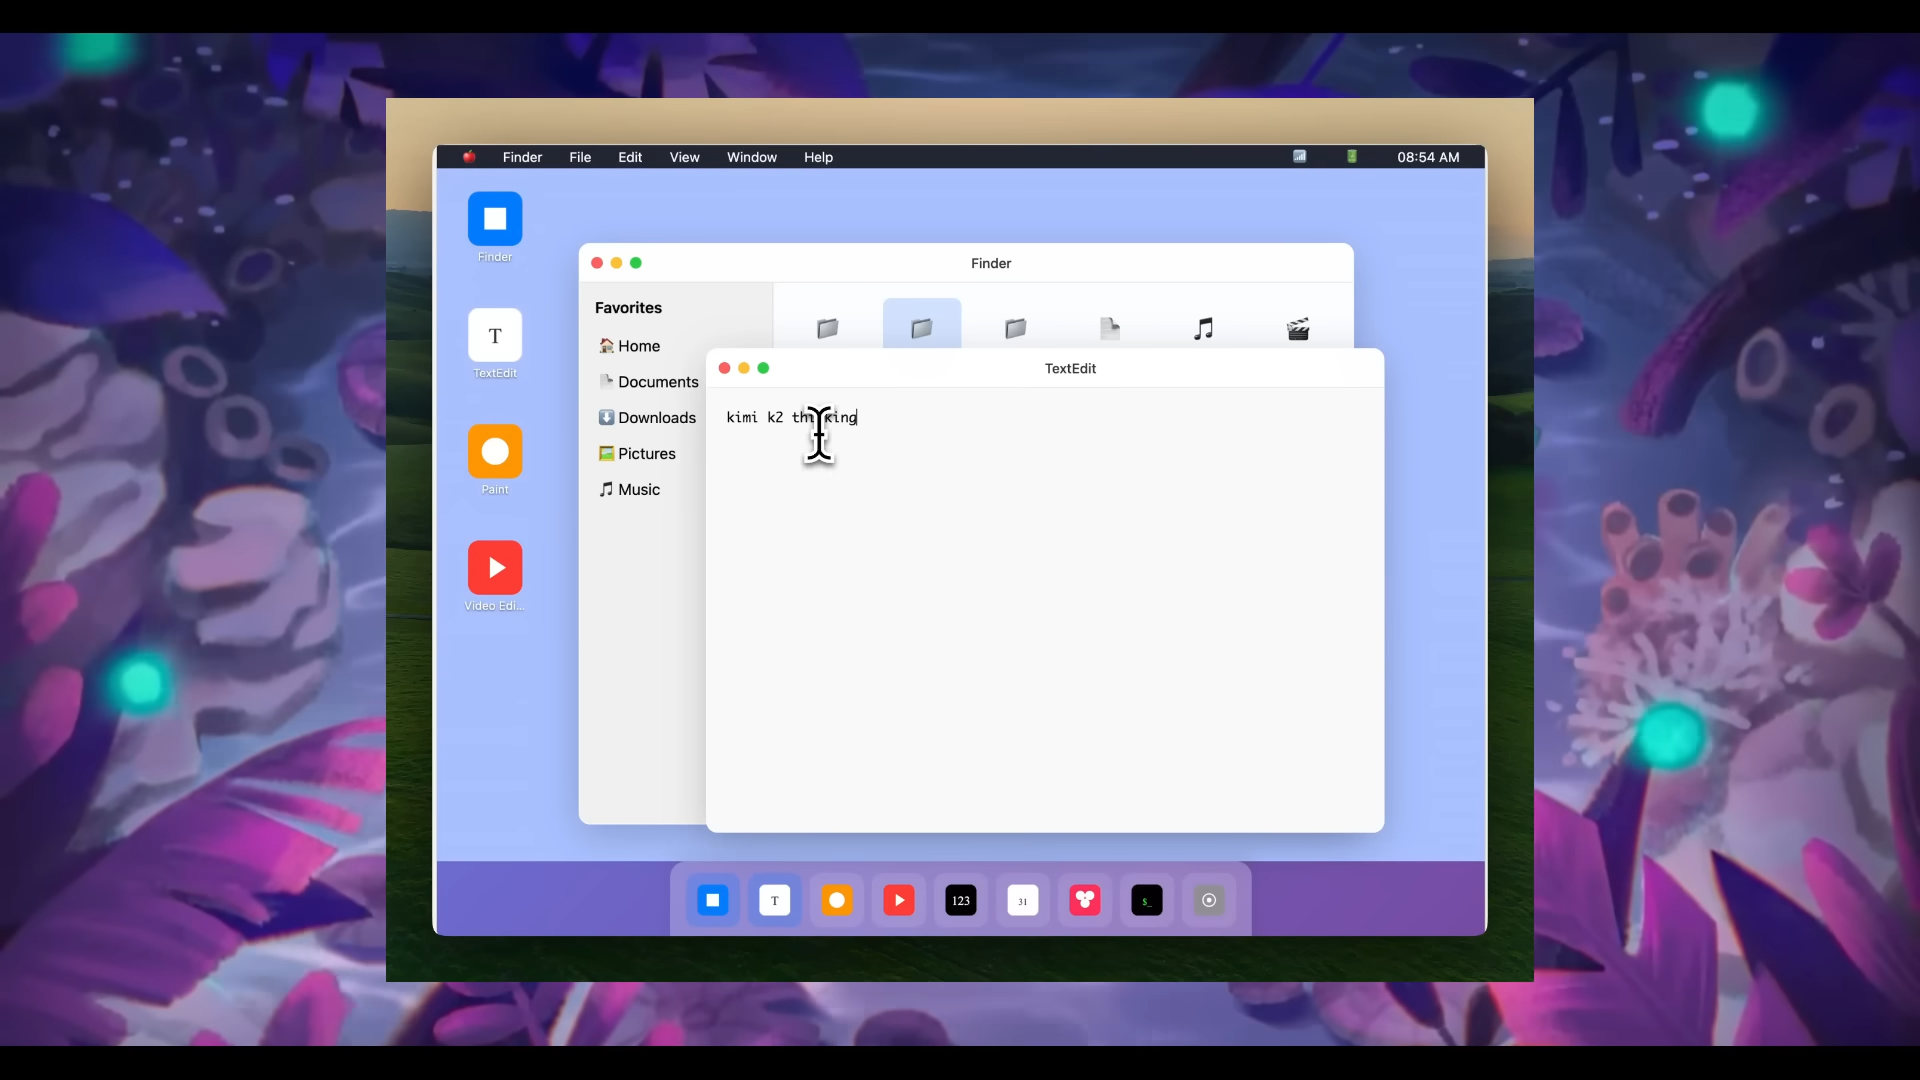 Finder File Edit View Window Help 08:54 AM
Finder
TextEdit
Paint
Video Edi...
Finder
Favorites
Home
Documents
Downloads
Pictures
Music
TextEdit
kimi k2 thinking
T
T
123
31
$_